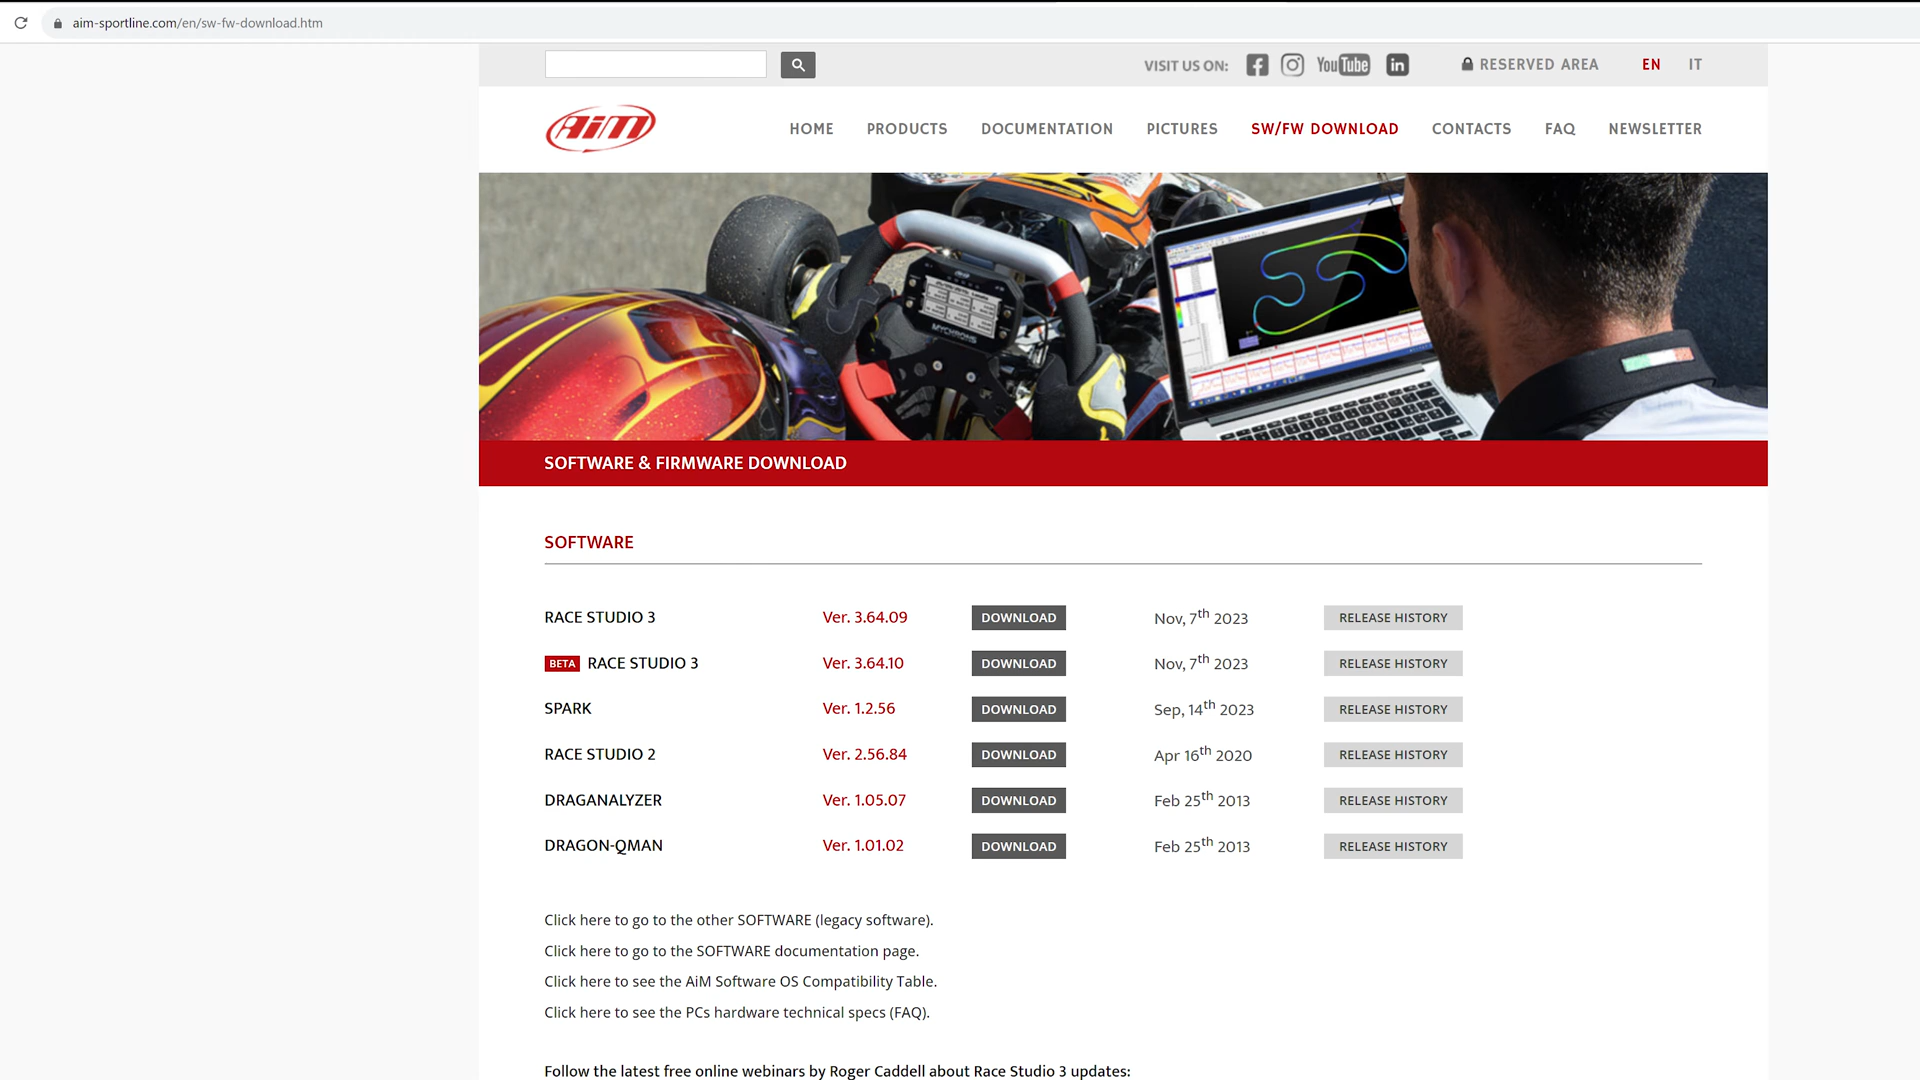 aim-sportline.com/en/sw-fw-download.htm
VISIT US ON:
YouTube
in
RESERVED AREA
EN
IT
AiM
HOME
PRODUCTS
DOCUMENTATION
PICTURES
SW/FW DOWNLOAD
CONTACTS
FAQ
NEWSLETTER
MYCHRON5
SOFTWARE & FIRMWARE DOWNLOAD
SOFTWARE
RACE STUDIO 3 Ver. 3.64.09 DOWNLOAD Nov, 7th 2023 RELEASE HISTORY
BETA RACE STUDIO 3 Ver. 3.64.10 DOWNLOAD Nov, 7th 2023 RELEASE HISTORY
SPARK Ver. 1.2.56 DOWNLOAD Sep, 14th 2023 RELEASE HISTORY
RACE STUDIO 2 Ver. 2.56.84 DOWNLOAD Apr 16th 2020 RELEASE HISTORY
DRAGANALYZER Ver. 1.05.07 DOWNLOAD Feb 25th 2013 RELEASE HISTORY
DRAGON-QMAN Ver. 1.01.02 DOWNLOAD Feb 25th 2013 RELEASE HISTORY
Click here to go to the other SOFTWARE (legacy software).
Click here to go to the SOFTWARE documentation page.
Click here to see the AiM Software OS Compatibility Table.
Click here to see the PCs hardware technical specs (FAQ).
Follow the latest free online webinars by Roger Caddell about Race Studio 3 updates: